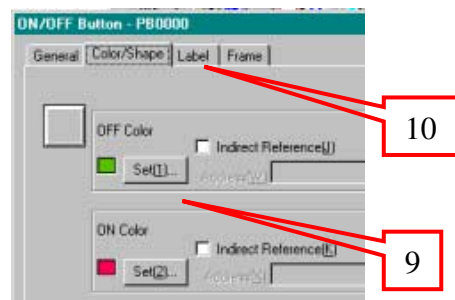 ON/OFF Button - PB0000
General Color/Shape Label Frame
10
OFF Color
Indirect Reference(J)
Set(1)...
ON Color
Indirect Reference(K)
Set(2)...
9